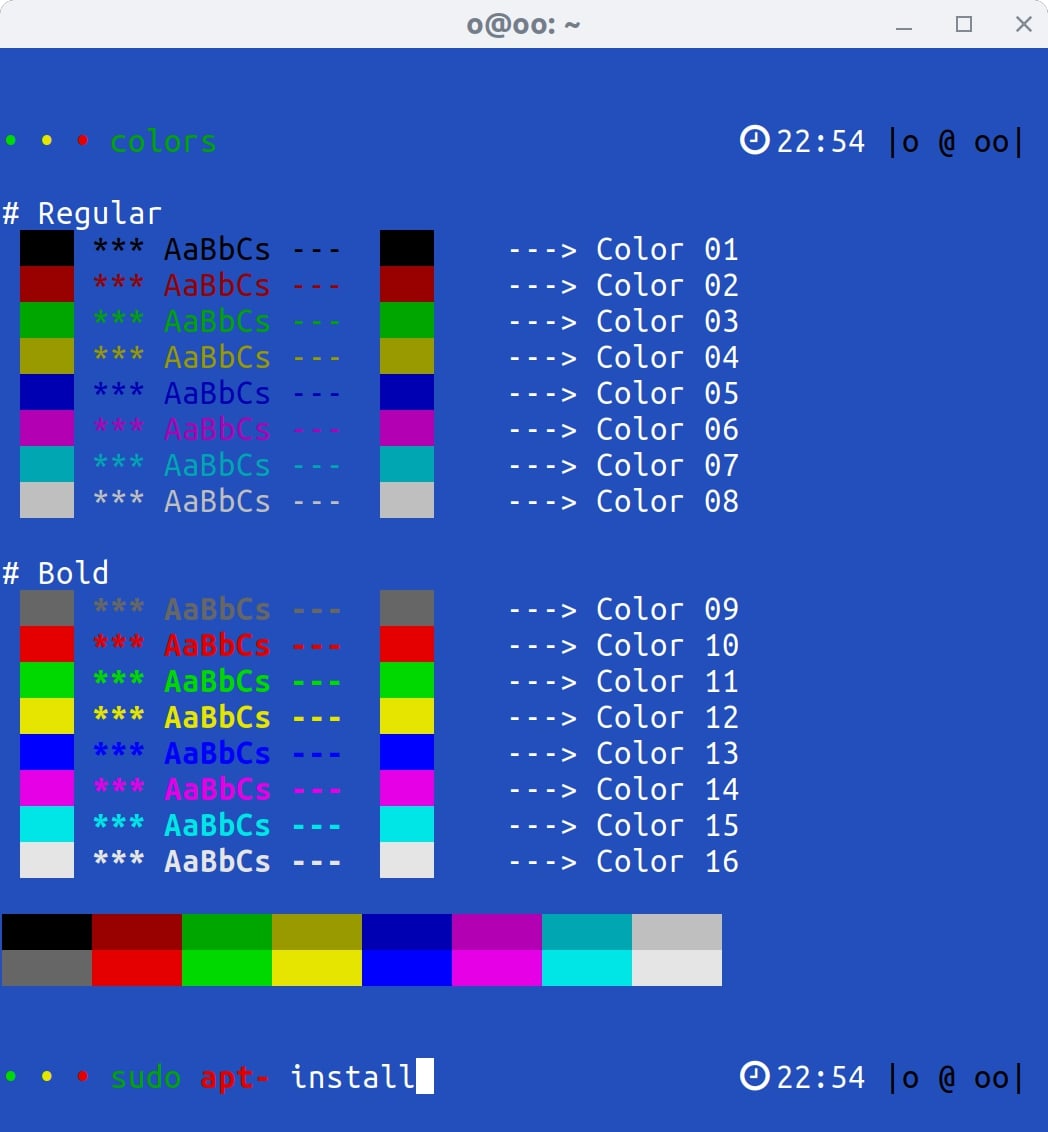 o@oo: ~
• • • colors 22:54 |o @ oo|
# Regular
*** AaBbCs --- ---> Color 01
*** AaBbCs --- ---> Color 02
*** AaBbCs --- ---> Color 03
*** AaBbCs --- ---> Color 04
*** AaBbCs --- ---> Color 05
*** AaBbCs --- ---> Color 06
*** AaBbCs --- ---> Color 07
*** AaBbCs --- ---> Color 08
# Bold
*** AaBbCs --- ---> Color 09
*** AaBbCs --- ---> Color 10
*** AaBbCs --- ---> Color 11
*** AaBbCs --- ---> Color 12
*** AaBbCs --- ---> Color 13
*** AaBbCs --- ---> Color 14
*** AaBbCs --- ---> Color 15
*** AaBbCs --- ---> Color 16
• • • sudo apt- install 22:54 |o @ oo|